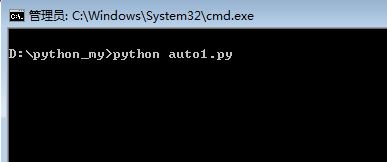 管理员: C:\Windows\System32\cmd.exe
D:\python_my>python auto1.py